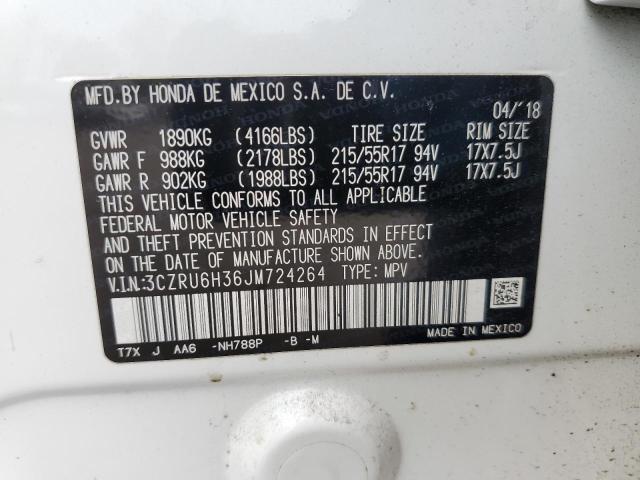 MFD.BY HONDA DE MEXICO S.A. DE C.V.
04/'18
GVWR 1890KG (4166LBS) TIRE SIZE RIM SIZE
GAWR F 988KG (2178LBS) 215/55R17 94V 17X7.5J
GAWR R 902KG (1988LBS) 215/55R17 94V 17X7.5J
THIS VEHICLE CONFORMS TO ALL APPLICABLE
FEDERAL MOTOR VEHICLE SAFETY
AND THEFT PREVENTION STANDARDS IN EFFECT
ON THE DATE OF MANUFACTURE SHOWN ABOVE.
V.I.N:3CZRU6H36JM724264 TYPE: MPV
T7X J AA6 -NH788P -B -M MADE IN MEXICO